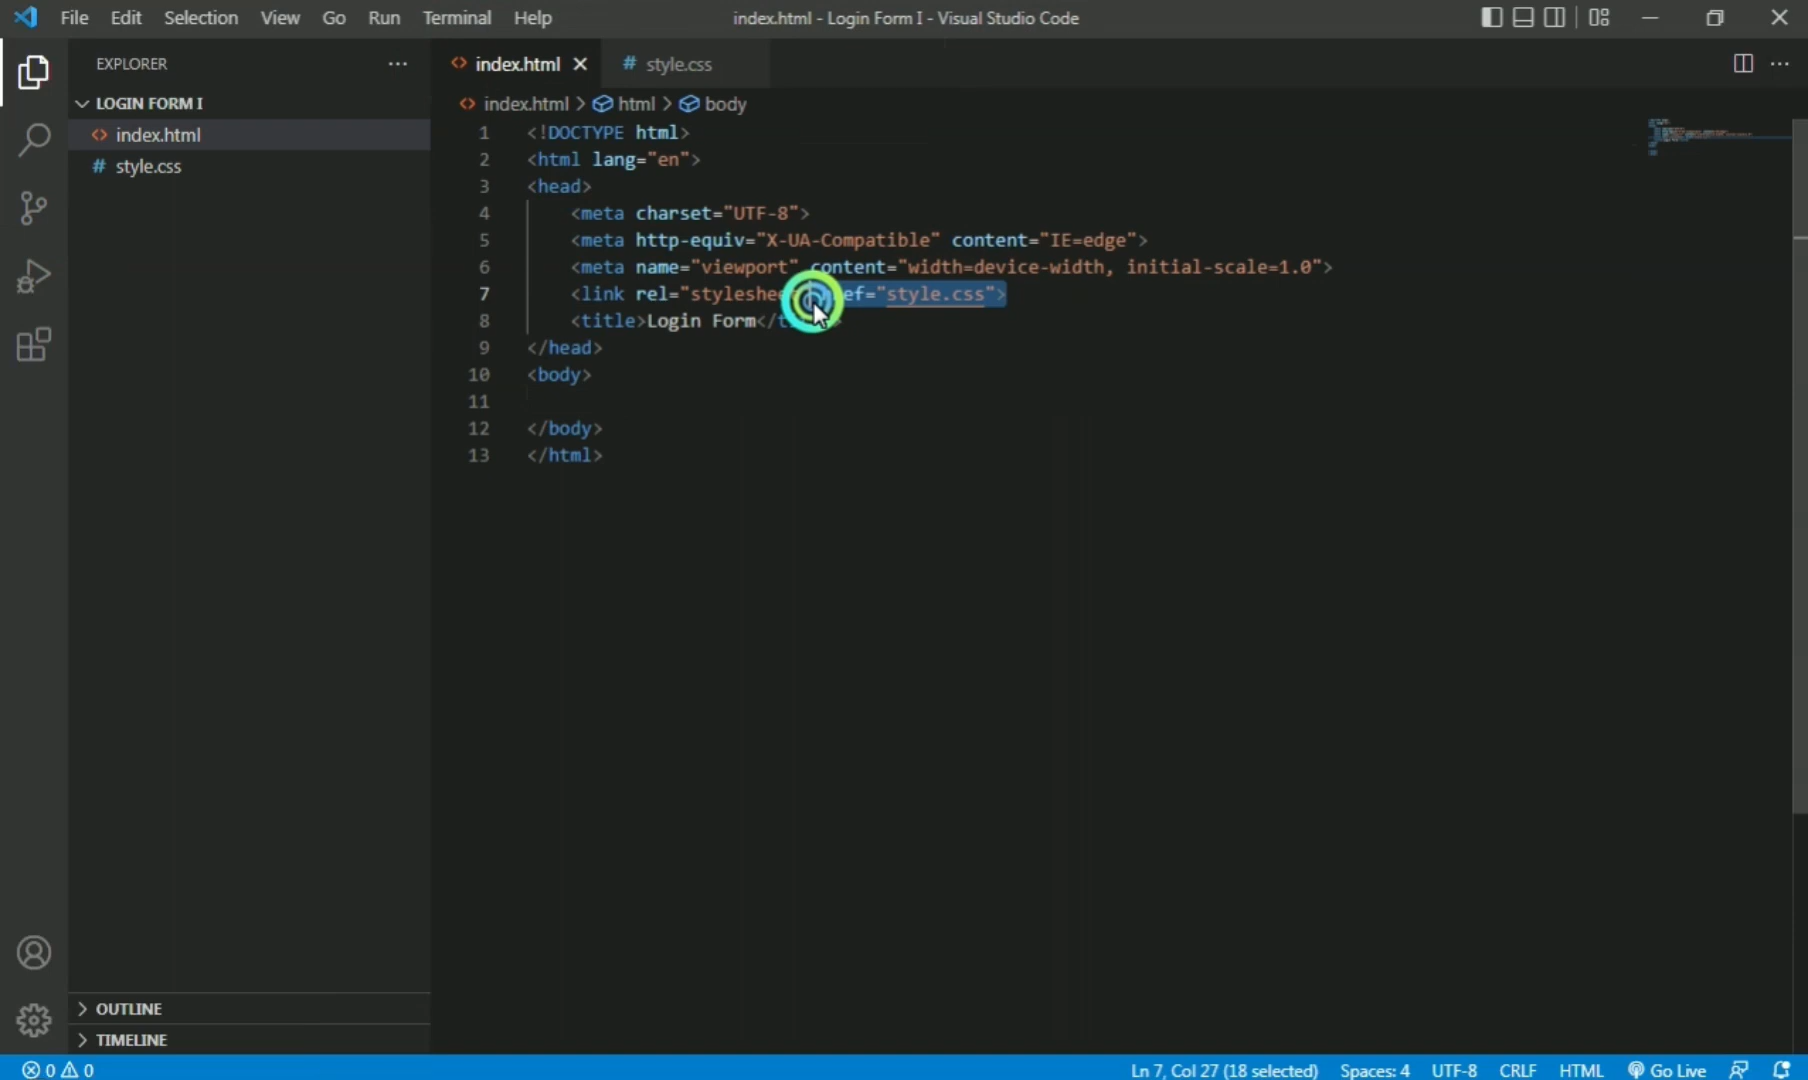 File Edit Selection View Go Run Terminal Help index.html - Login Form I - Visual Studio Code
EXPLORER
LOGIN FORM I
index.html
style.css
OUTLINE
TIMELINE
index.html # style.css
index.html > html > body
1 <!DOCTYPE html>
2 <html lang="en">
3 <head>
4 <meta charset="UTF-8">
5 <meta http-equiv="X-UA-Compatible" content="IE=edge">
6 <meta name="viewport" content="width=device-width, initial-scale=1.0">
7 <link rel="styleshee ef="style.css">
8 <title>Login Form</t
9 </head>
10 <body>
11
12 </body>
13 </html>
0 0 Ln 7, Col 27 (18 selected) Spaces: 4 UTF-8 CRLF HTML Go Live